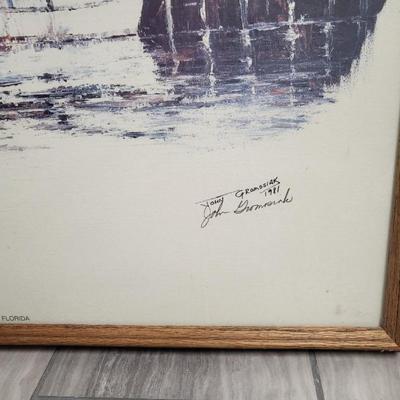 Tony Gromosiak
1981
John Gromosiak
FLORIDA